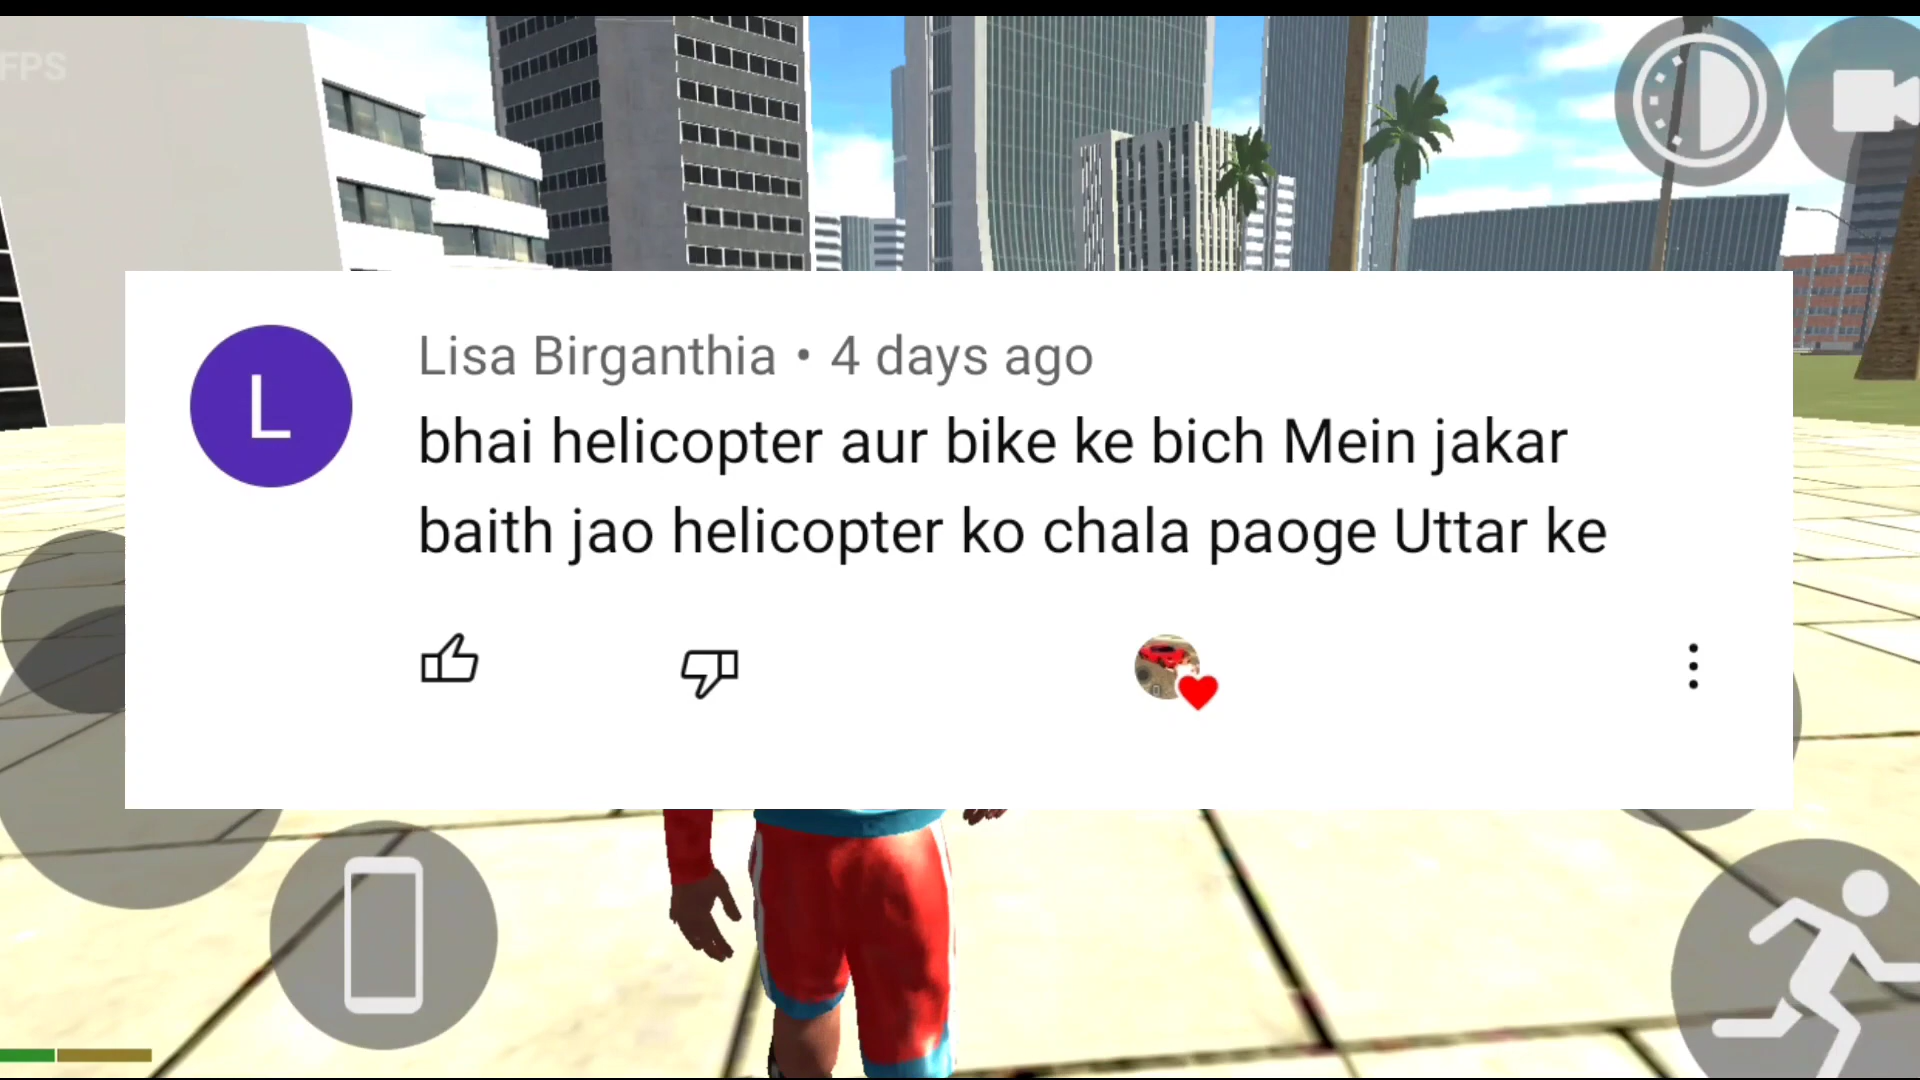 FPS
Lisa Birganthia • 4 days ago
L
bhai helicopter aur bike ke bich Mein jakar
baith jao helicopter ko chala paoge Uttar ke